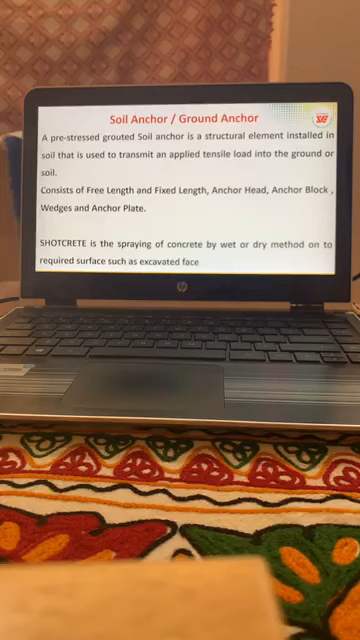 Soil Anchor / Ground Anchor
A pre-stressed grouted Soil anchor is a structural element installed in
soil that is used to transmit an applied tensile load into the ground or
soil.
Consists of Free Length and Fixed Length, Anchor Head, Anchor Block ,
Wedges and Anchor Plate.
SHOTCRETE is the spraying of concrete by wet or dry method on to
required surface such as excavated face
hp